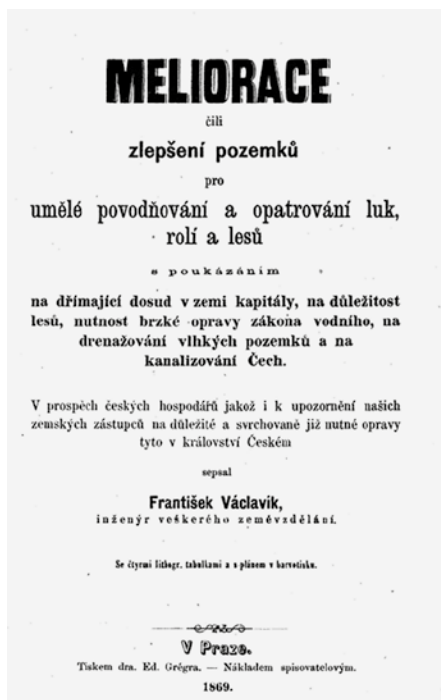 MELIORACE
čili
zlepšení pozemků
pro
umělé povodňování a opatrování luk,
rolí a lesů
s poukázáním
na dřímající dosud v zemi kapitály, na důležitost
lesů, nutnost brzké opravy zákona vodního, na
drenažování vlhkých pozemků a na
kanalizování Čech.
V prospěch českých hospodářů jakož i k upozornění našich
zemských zástupců na důležité a svrchovaně již nutné opravy
tyto v království Českém
sepsal
František Václavik,
inženýr veškerého zeměvzdělání.
Se čtyrmi lithogr. tabulkami a s plánem v barvotisku.
V Praze.
Tiskem dra. Ed. Grégra. — Nákladem spisovatelovým.
1869.